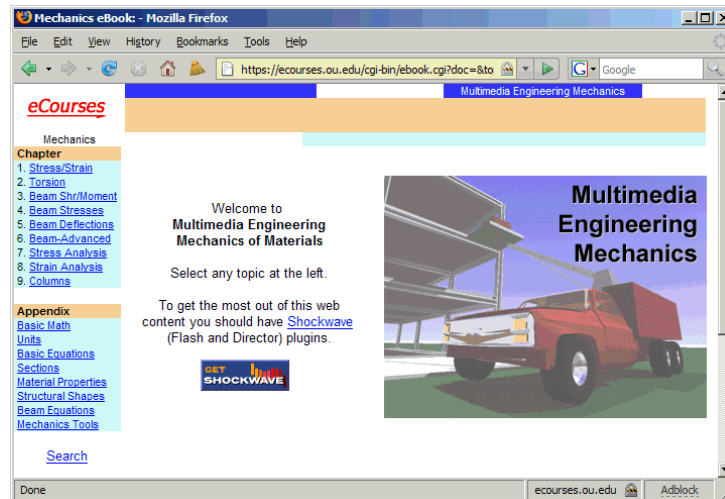 Mechanics eBook: - Mozilla Firefox
File Edit View History Bookmarks Tools Help
https://ecourses.ou.edu/cgi-bin/ebook.cgi?doc=&to
G Google
eCourses
Multimedia Engineering Mechanics
Mechanics
Chapter
1. Stress/Strain
2. Torsion
3. Beam Shr/Moment
4. Beam Stresses
5. Beam Deflections
6. Beam-Advanced
7. Stress Analysis
8. Strain Analysis
9. Columns
Appendix
Basic Math
Units
Basic Equations
Sections
Material Properties
Structural Shapes
Beam Equations
Mechanics Tools
Search
Welcome to
Multimedia Engineering
Mechanics of Materials
Select any topic at the left.
To get the most out of this web
content you should have Shockwave
(Flash and Director) plugins.
GET
SHOCKWAVE
Multimedia
Engineering
Mechanics
Done
ecourses.ou.edu
Adblock